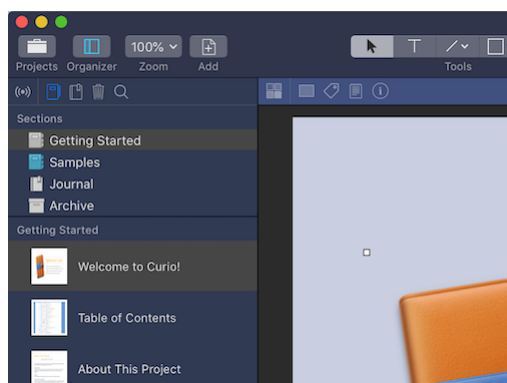 100%
Projects Organizer Zoom Add Tools
Sections
Getting Started
Samples
Journal
Archive
Getting Started
Welcome to Curio!
Table of Contents
About This Project